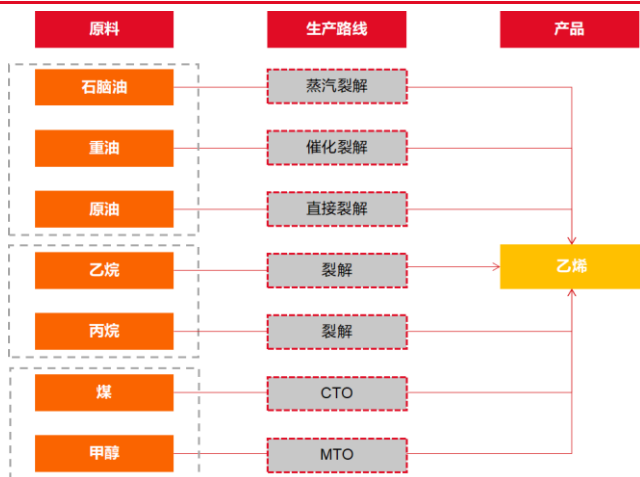 原料 生产路线 产品
石脑油 蒸汽裂解
重油 催化裂解
原油 直接裂解
乙烷 裂解 乙烯
丙烷 裂解
煤 CTO
甲醇 MTO